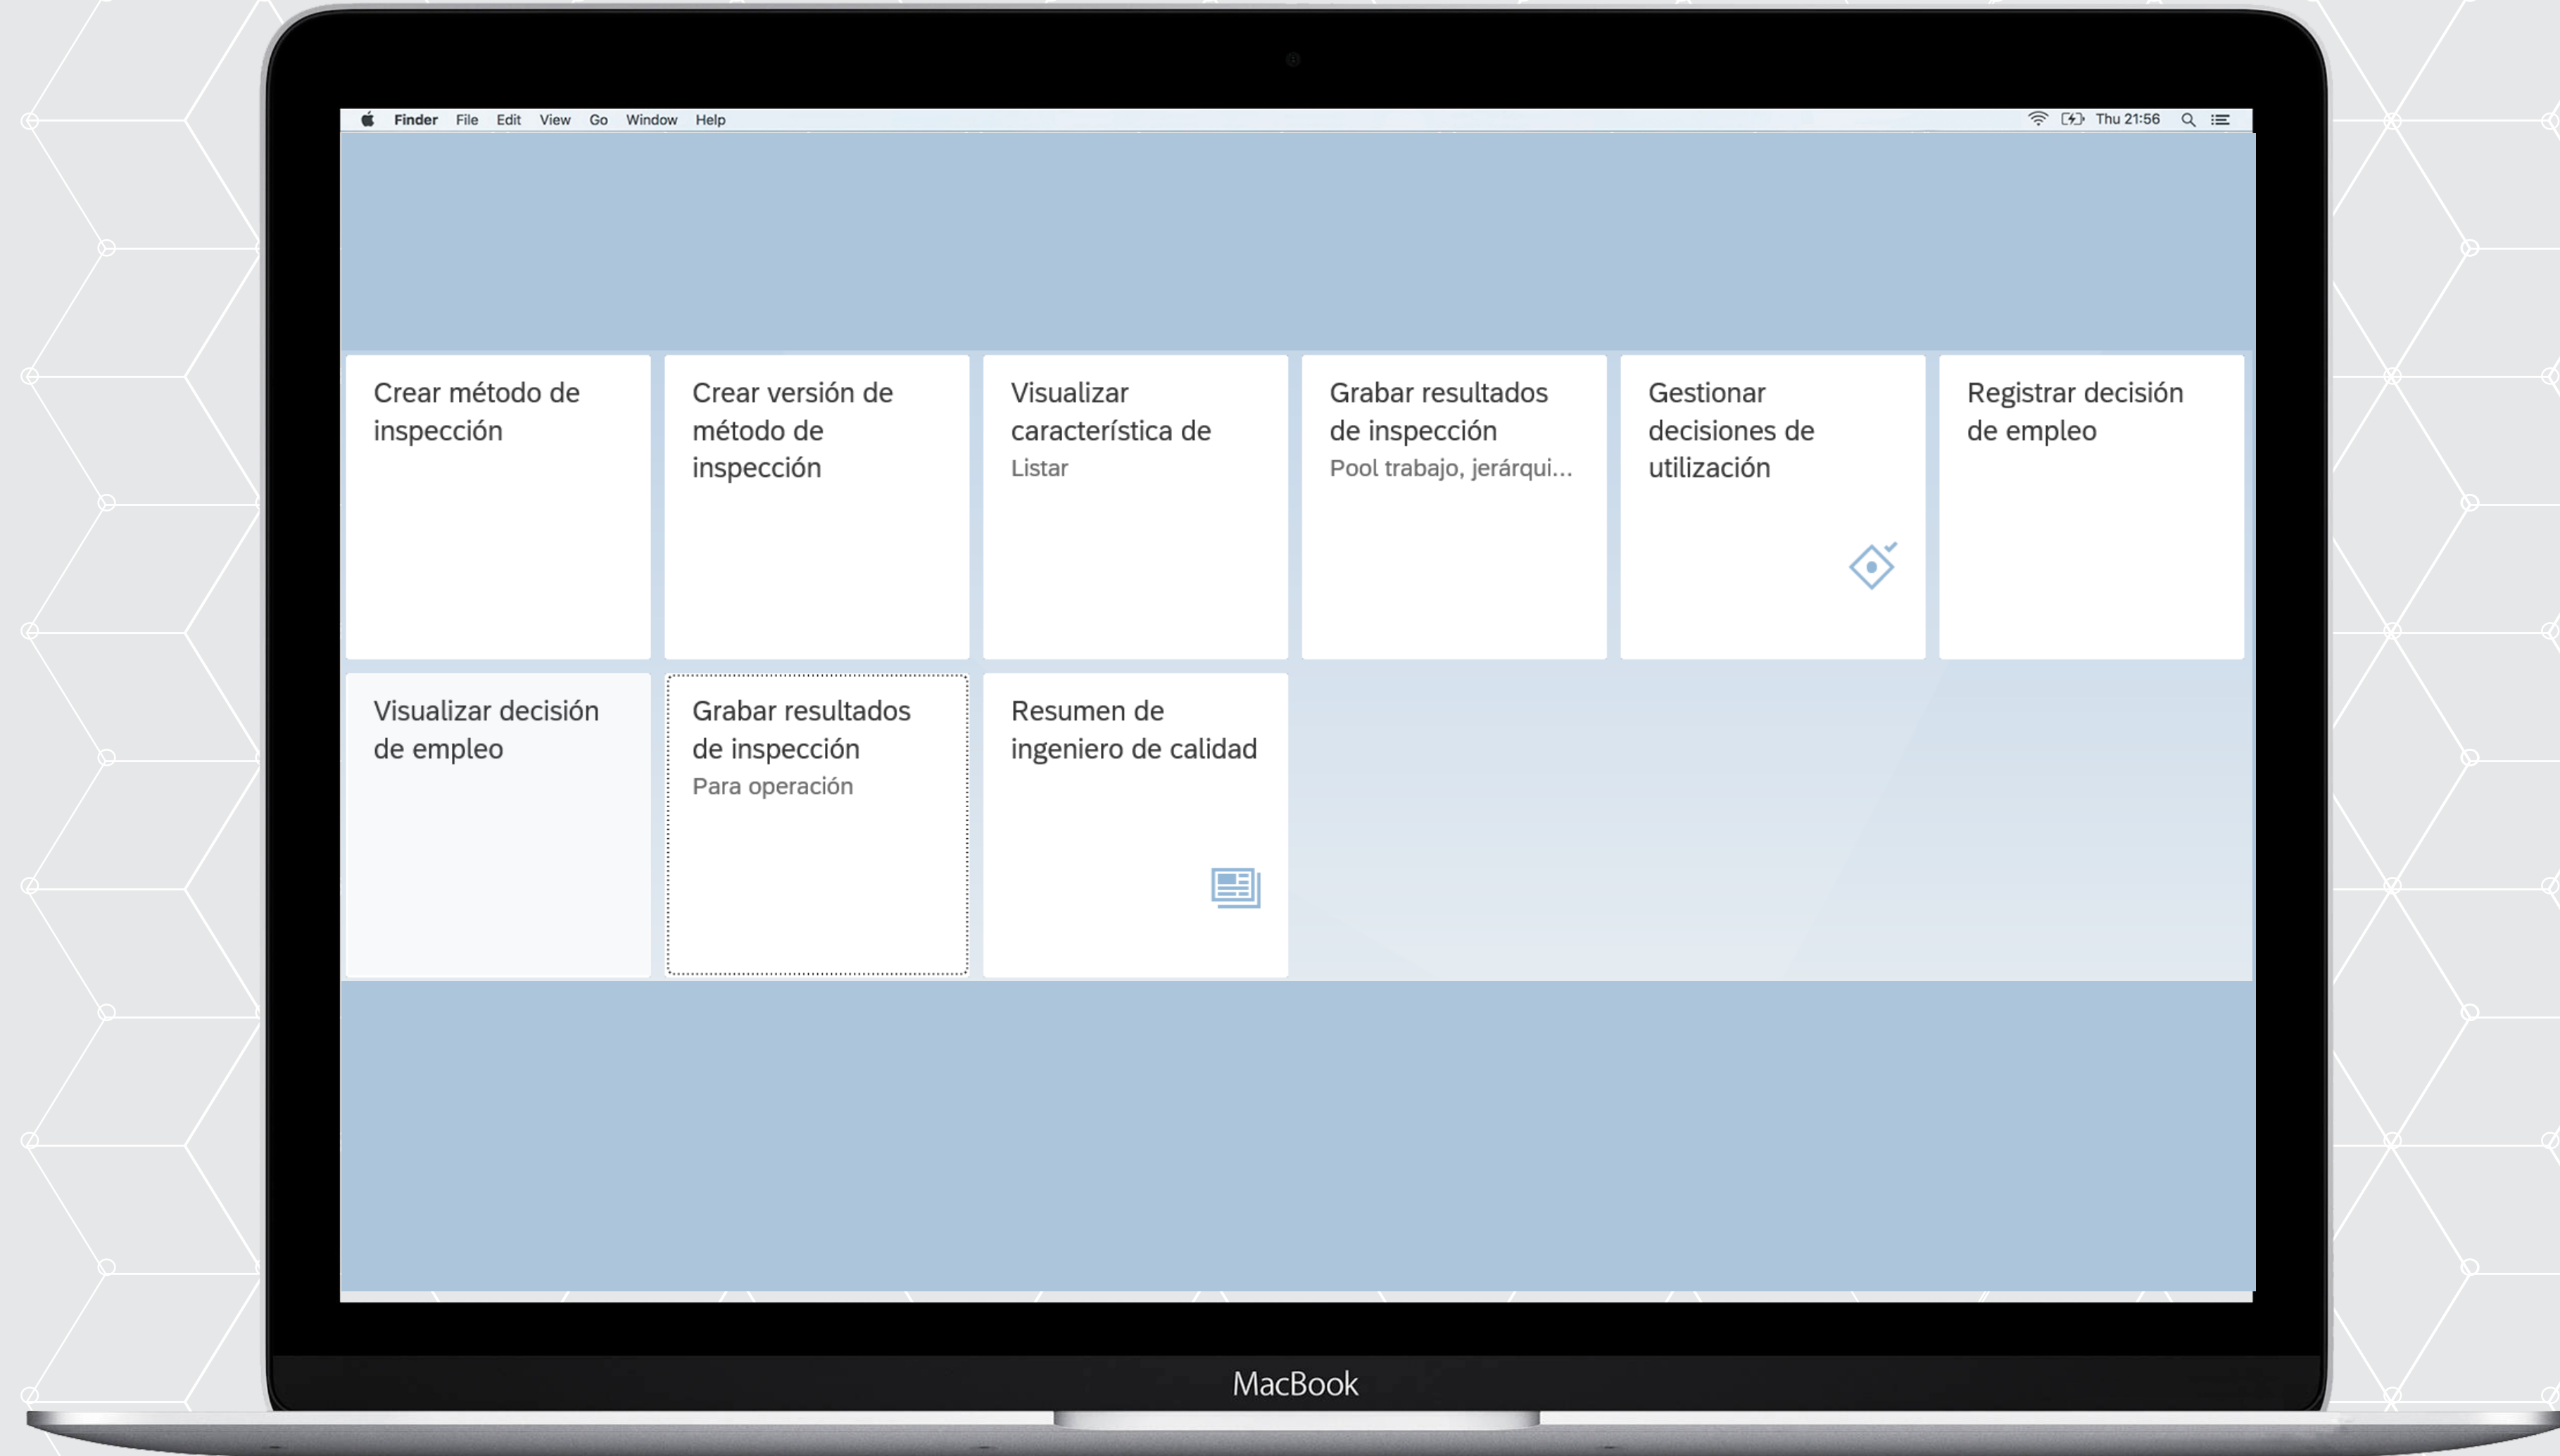 Finder File Edit View Go Window Help
Thu 21:56
Crear método de
inspección
Crear versión de
método de
inspección
Visualizar
característica de
Listar
Grabar resultados
de inspección
Pool trabajo, jerárqui...
Gestionar
decisiones de
utilización
Registrar decisión
de empleo
Visualizar decisión
de empleo
Grabar resultados
de inspección
Para operación
Resumen de
ingeniero de calidad
MacBook